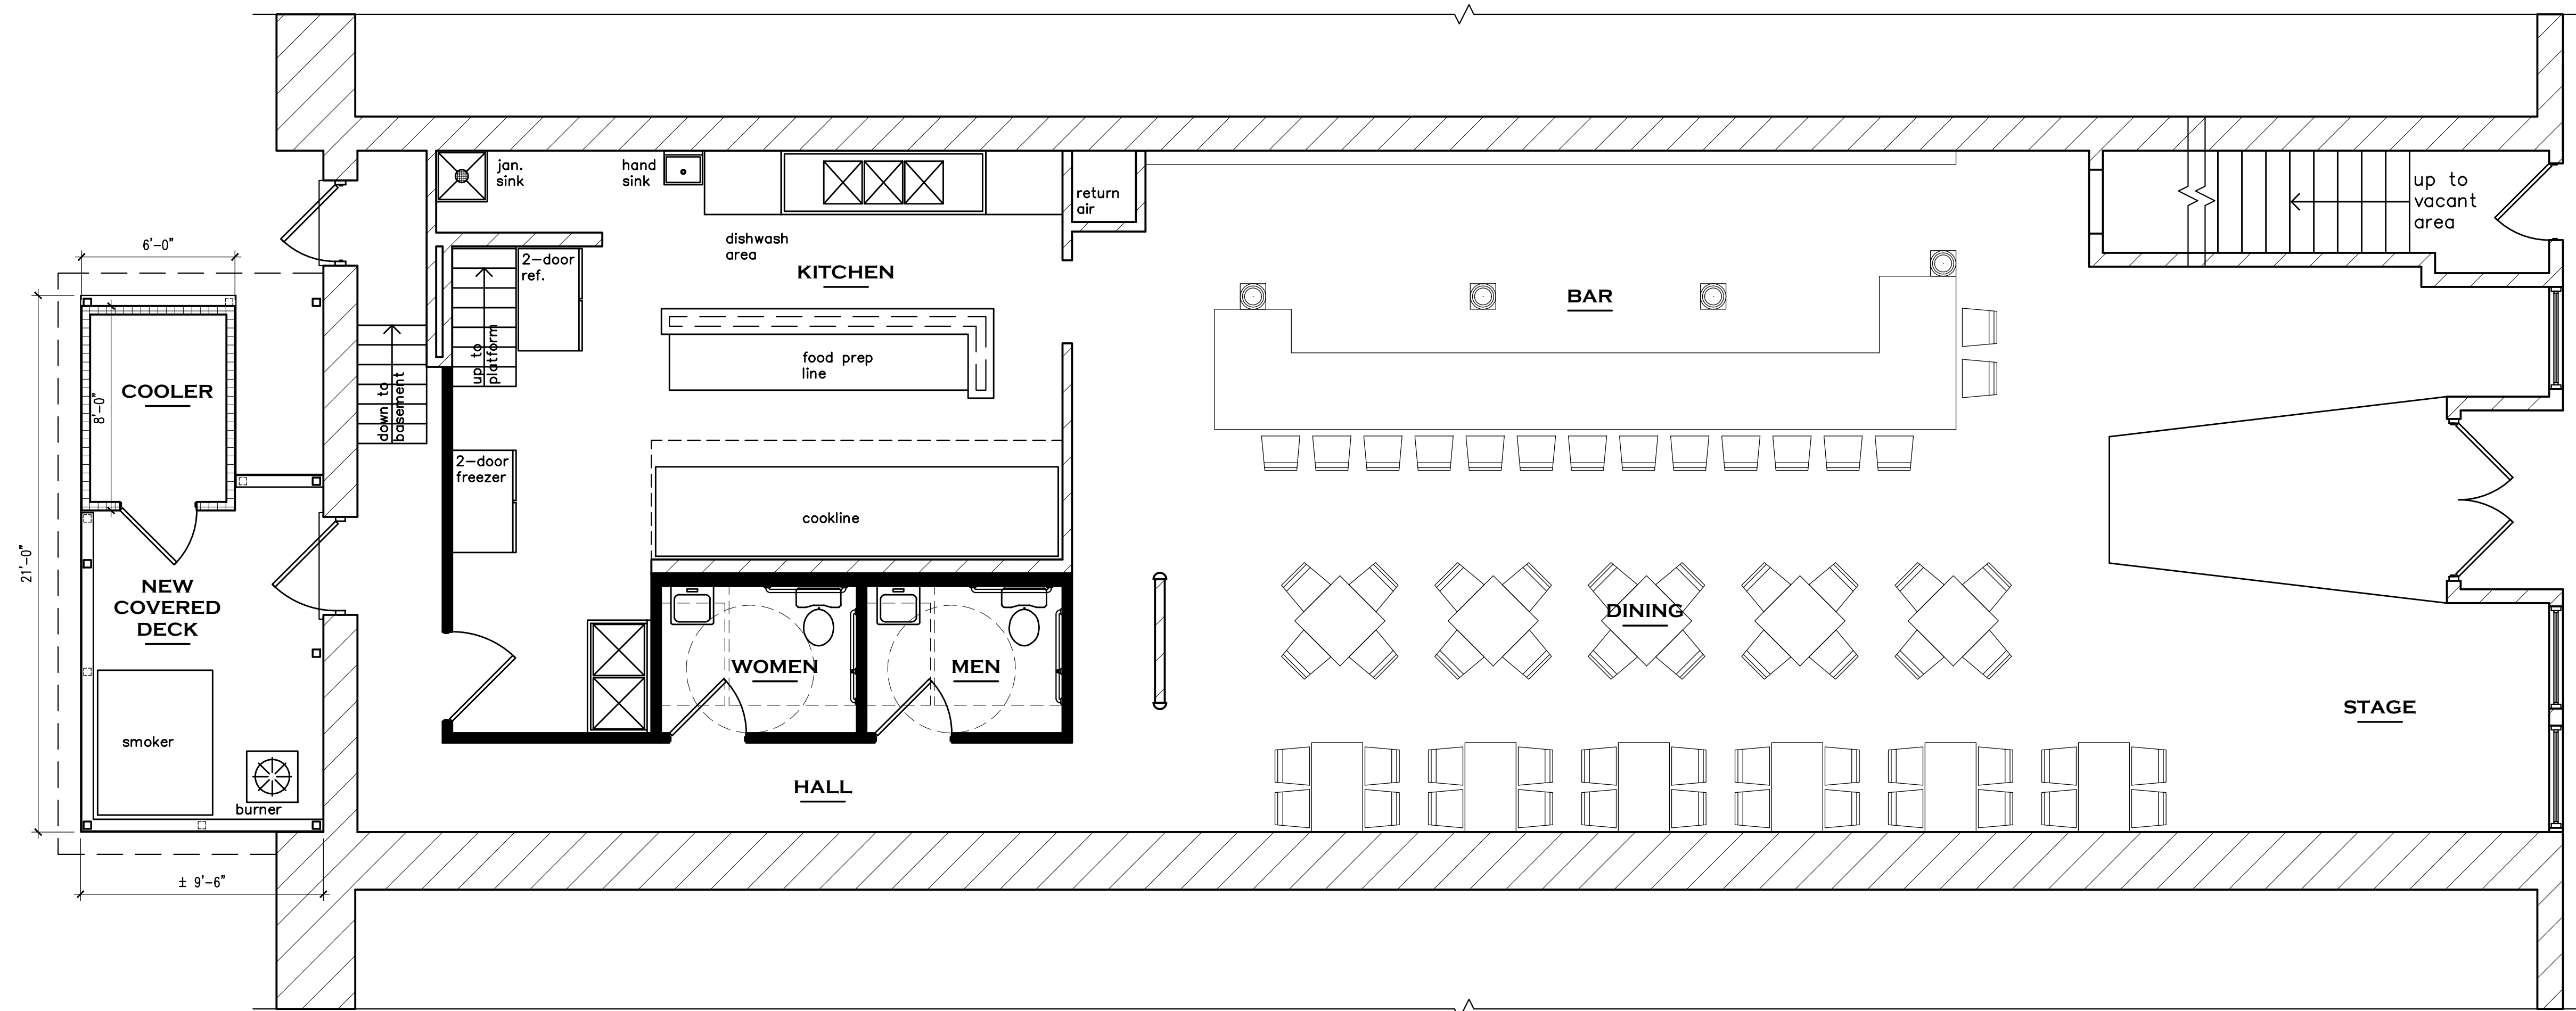 jan.
sink
hand
sink
return
air
up to
vacant
area
dishwash
area
6'-0"
2-door
ref.
KITCHEN
BAR
up to
platform
food prep
line
COOLER
8'-0"
down to
basement
2-door
freezer
cookline
21'-0"
NEW
COVERED
DECK
DINING
WOMEN
MEN
STAGE
smoker
HALL
burner
± 9'-6"